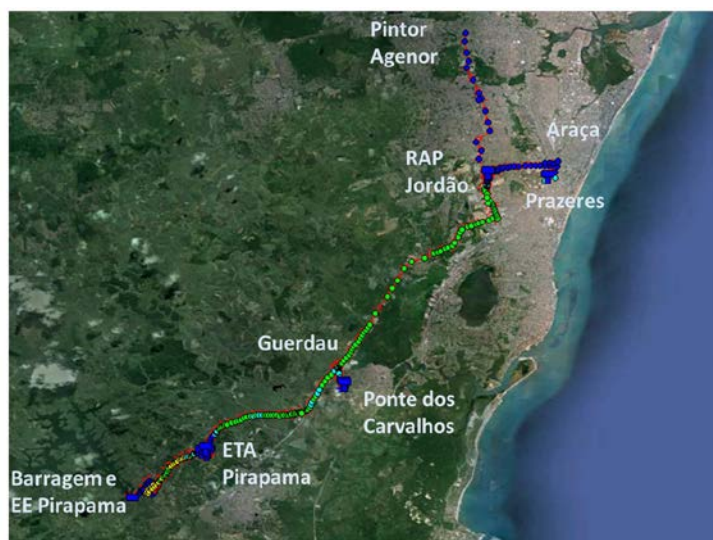 Pintor
Agenor
Araça
RAP
Jordão
Prazeres
Guerdau
Ponte dos
Carvalhos
ETA
Pirapama
Barragem e
EE Pirapama